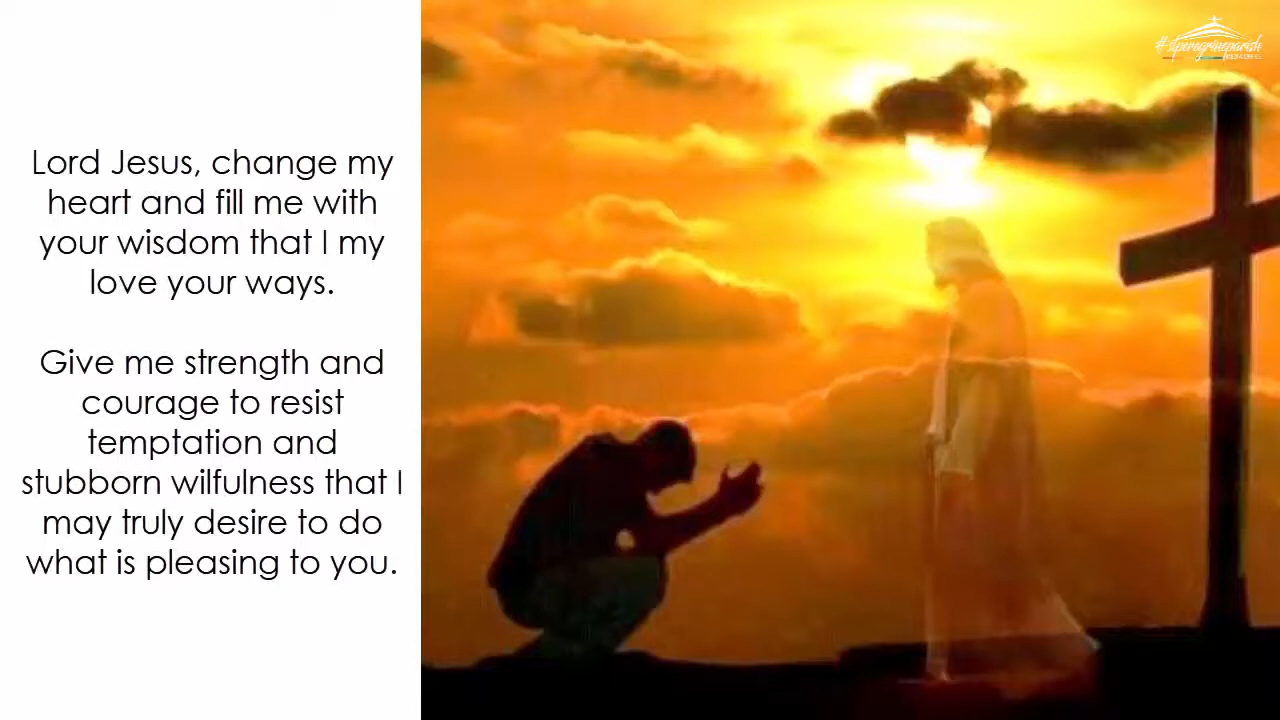 #stperegrineparish
Lord Jesus, change my
heart and fill me with
your wisdom that I my
love your ways.
Give me strength and
courage to resist
temptation and
stubborn wilfulness that I
may truly desire to do
what is pleasing to you.